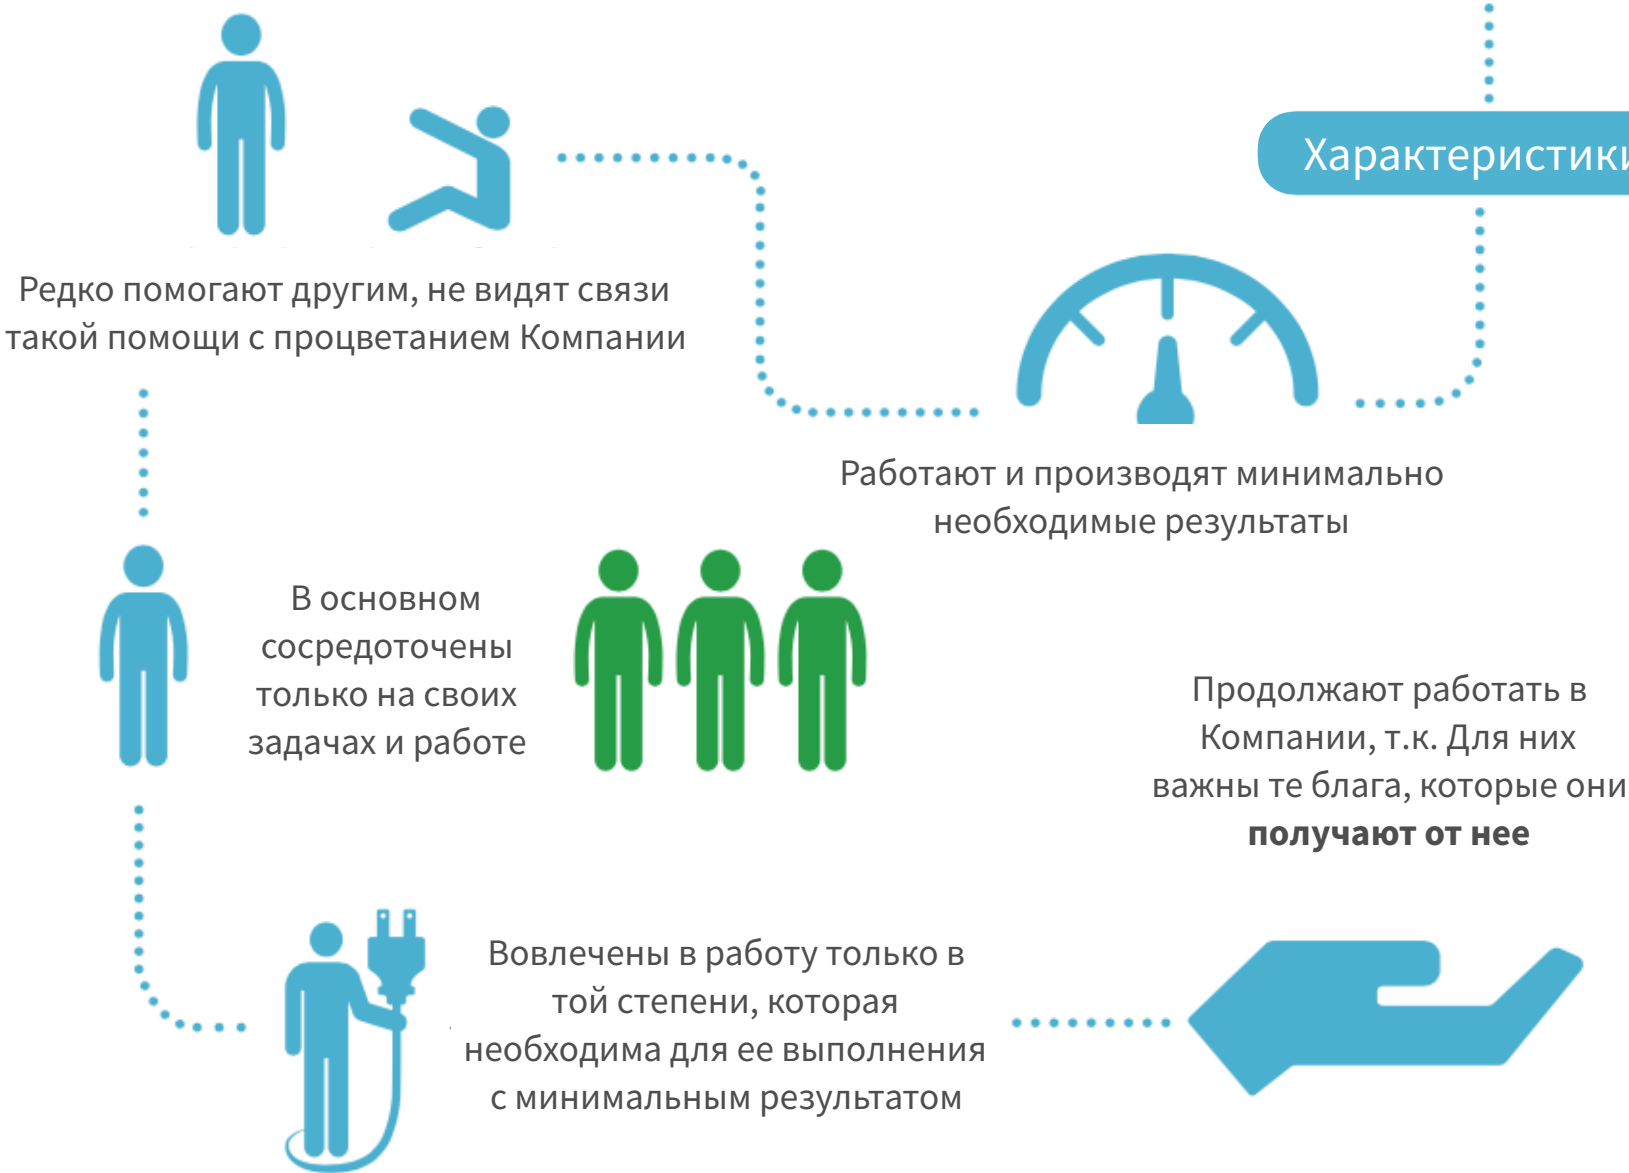 Характеристики
Редко помогают другим, не видят связи
такой помощи с процветанием Компании
Работают и производят минимально
необходимые результаты
В основном
сосредоточены
только на своих
задачах и работе
Продолжают работать в
Компании, т.к. Для них
важны те блага, которые они
получают от нее
Вовлечены в работу только в
той степени, которая
необходима для ее выполнения
с минимальным результатом